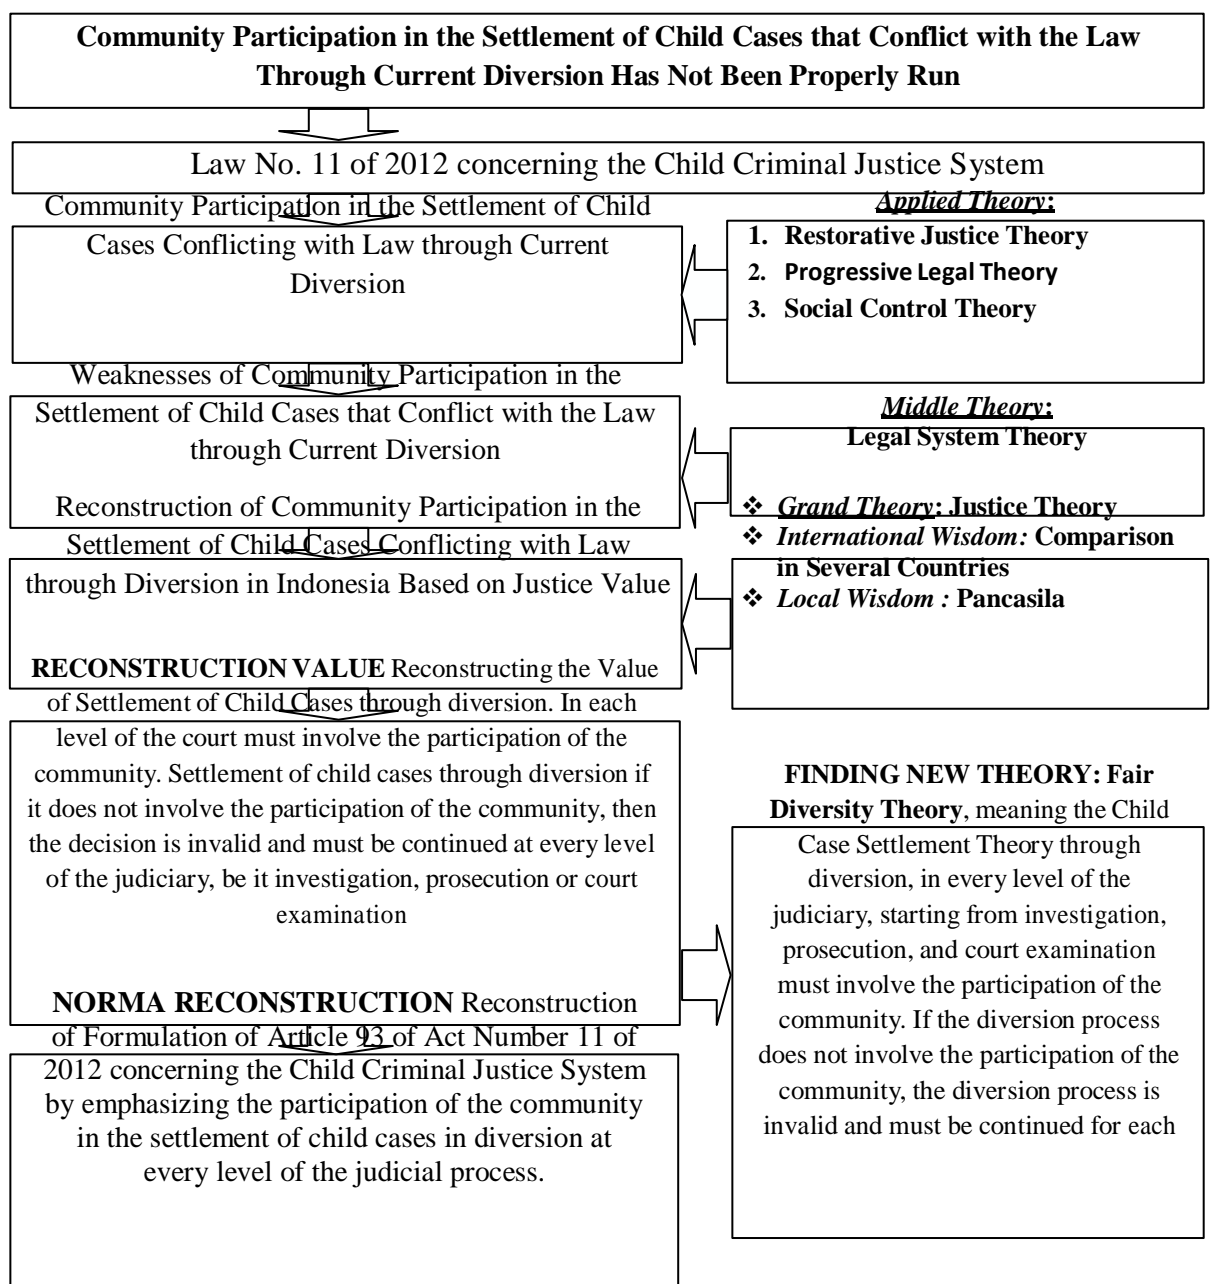 Community Participation in the Settlement of Child Cases that Conflict with the Law
Through Current Diversion Has Not Been Properly Run
Law No. 11 of 2012 concerning the Child Criminal Justice System
Community Participation in the Settlement of Child
Cases Conflicting with Law through Current
Diversion
Applied Theory:
1. Restorative Justice Theory
2. Progressive Legal Theory
3. Social Control Theory
Weaknesses of Community Participation in the
Settlement of Child Cases that Conflict with the Law
through Current Diversion
Middle Theory:
Legal System Theory
Reconstruction of Community Participation in the
Settlement of Child Cases Conflicting with Law
through Diversion in Indonesia Based on Justice Value
❖ Grand Theory: Justice Theory
❖ International Wisdom: Comparison
in Several Countries
❖ Local Wisdom : Pancasila
RECONSTRUCTION VALUE Reconstructing the Value
of Settlement of Child Cases through diversion. In each
level of the court must involve the participation of the
community. Settlement of child cases through diversion if
it does not involve the participation of the community, then
the decision is invalid and must be continued at every level
of the judiciary, be it investigation, prosecution or court
examination
FINDING NEW THEORY: Fair
Diversity Theory, meaning the Child
Case Settlement Theory through
diversion, in every level of the
judiciary, starting from investigation,
prosecution, and court examination
must involve the participation of the
community. If the diversion process
does not involve the participation of the
community, the diversion process is
invalid and must be continued for each
NORMA RECONSTRUCTION Reconstruction
of Formulation of Article 93 of Act Number 11 of
2012 concerning the Child Criminal Justice System
by emphasizing the participation of the community
in the settlement of child cases in diversion at
every level of the judicial process.